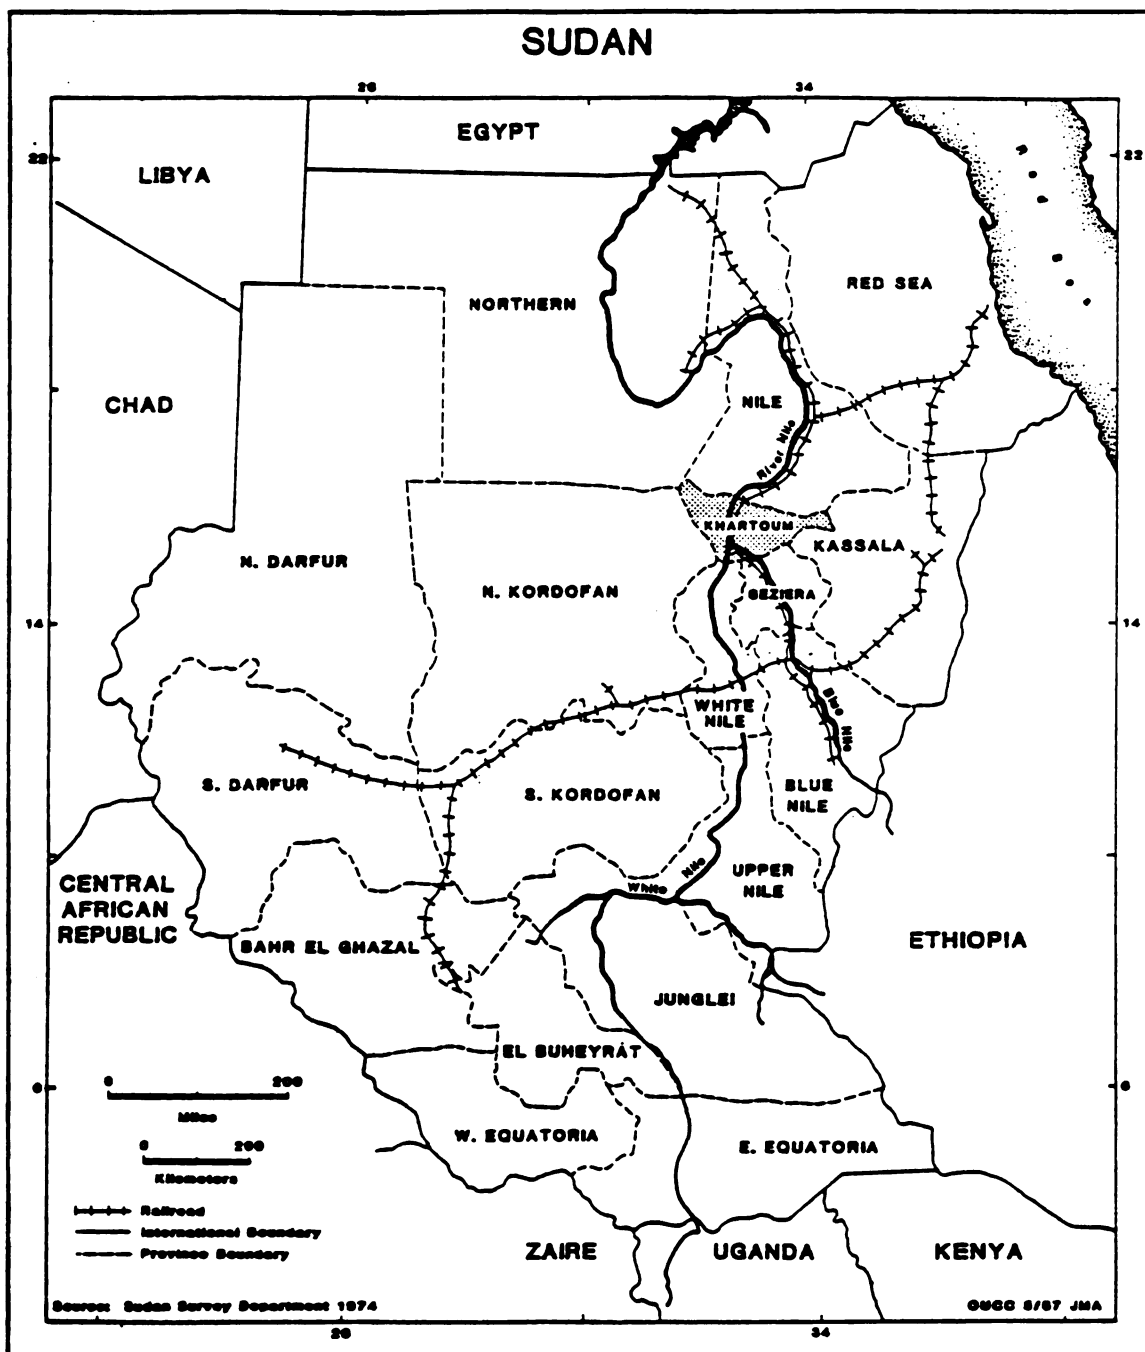 SUDAN
26
34
EGYPT
22
22
LIBYA
RED SEA
NORTHERN
CHAD
NILE
River Nile
KHARTOUM
KASSALA
N. DARFUR
N. KORDOFAN
GEZIERA
14
14
WHITE
NILE
Blue Nile
S. DARFUR
S. KORDOFAN
BLUE
NILE
White Nile
UPPER
NILE
CENTRAL
AFRICAN
REPUBLIC
BAHR EL GHAZAL
ETHIOPIA
JUNGLEI
EL BUHEYRÁT
6
6
0 200
Miles
W. EQUATORIA
E. EQUATORIA
0 200
Kilometers
Railroad
International Boundary
Province Boundary
ZAIRE
UGANDA
KENYA
Source: Sudan Survey Department 1974
26
34